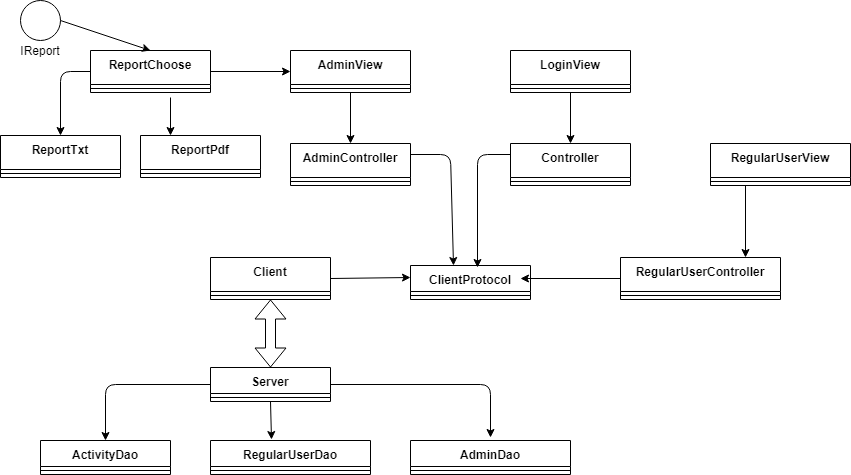 IReport
ReportChoose
AdminView
LoginView
ReportTxt
ReportPdf
AdminController
Controller
RegularUserView
Client
ClientProtocol
RegularUserController
Server
ActivityDao
RegularUserDao
AdminDao